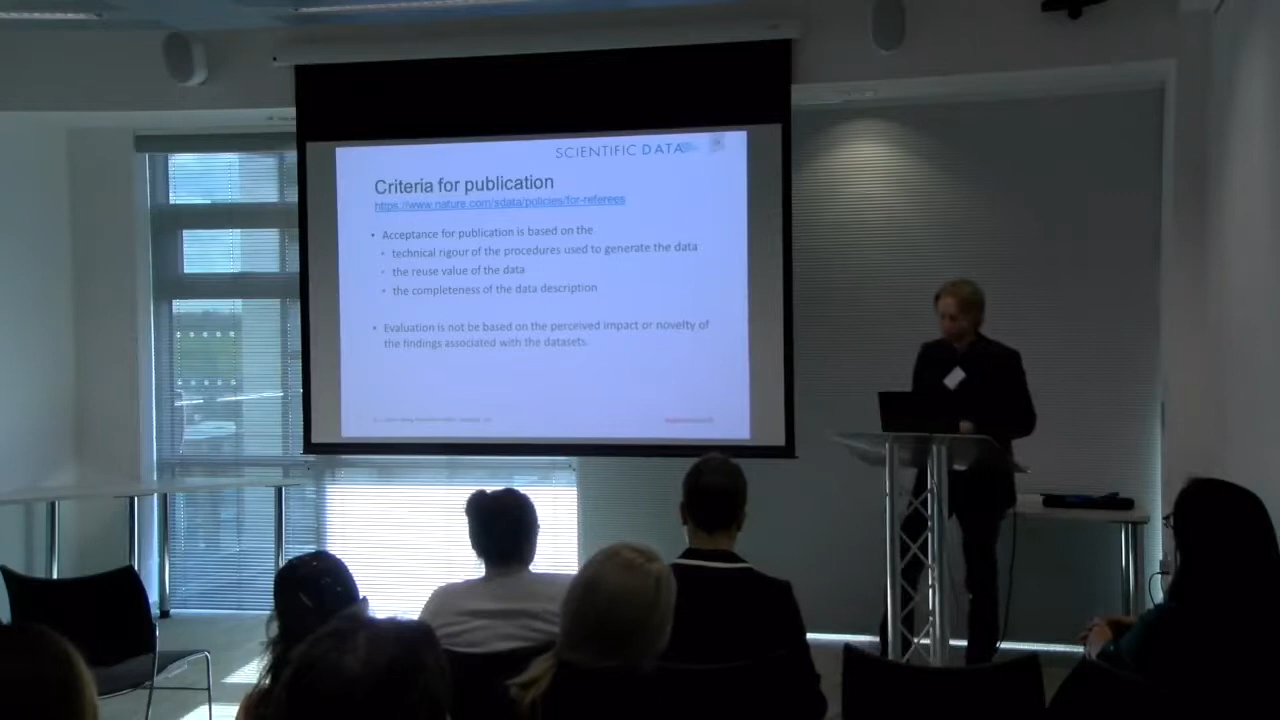 SCIENTIFIC DATA
Criteria for publication
https://www.nature.com/sdata/policies/for-referees
• Acceptance for publication is based on the
• technical rigour of the procedures used to generate the data
• the reuse value of the data
• the completeness of the data description
• Evaluation is not be based on the perceived impact or novelty of
the findings associated with the datasets.